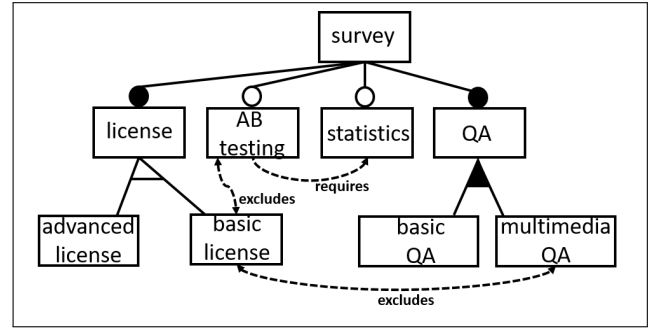 survey
license
AB
testing
statistics
QA
excludes
requires
advanced
license
basic
license
basic
QA
multimedia
QA
excludes